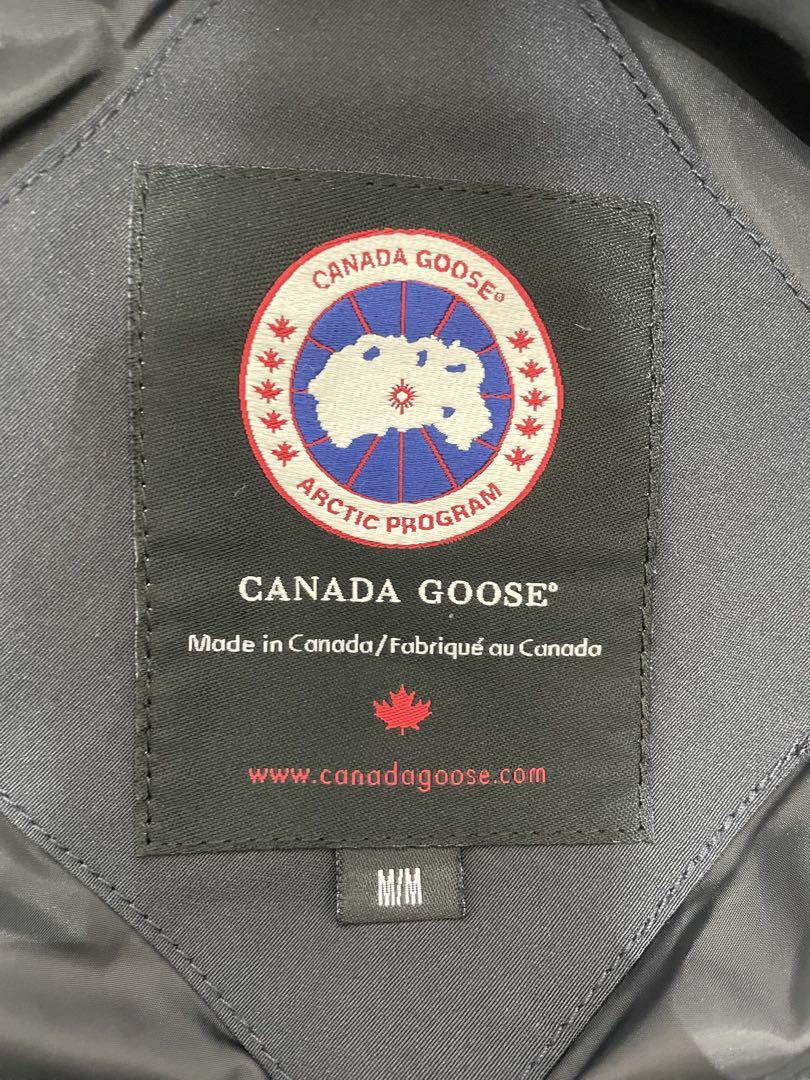 CANADA GOOSE®
ARCTIC PROGRAM
CANADA GOOSE®
Made in Canada/Fabriqué au Canada
www.canadagoose.com
M/M